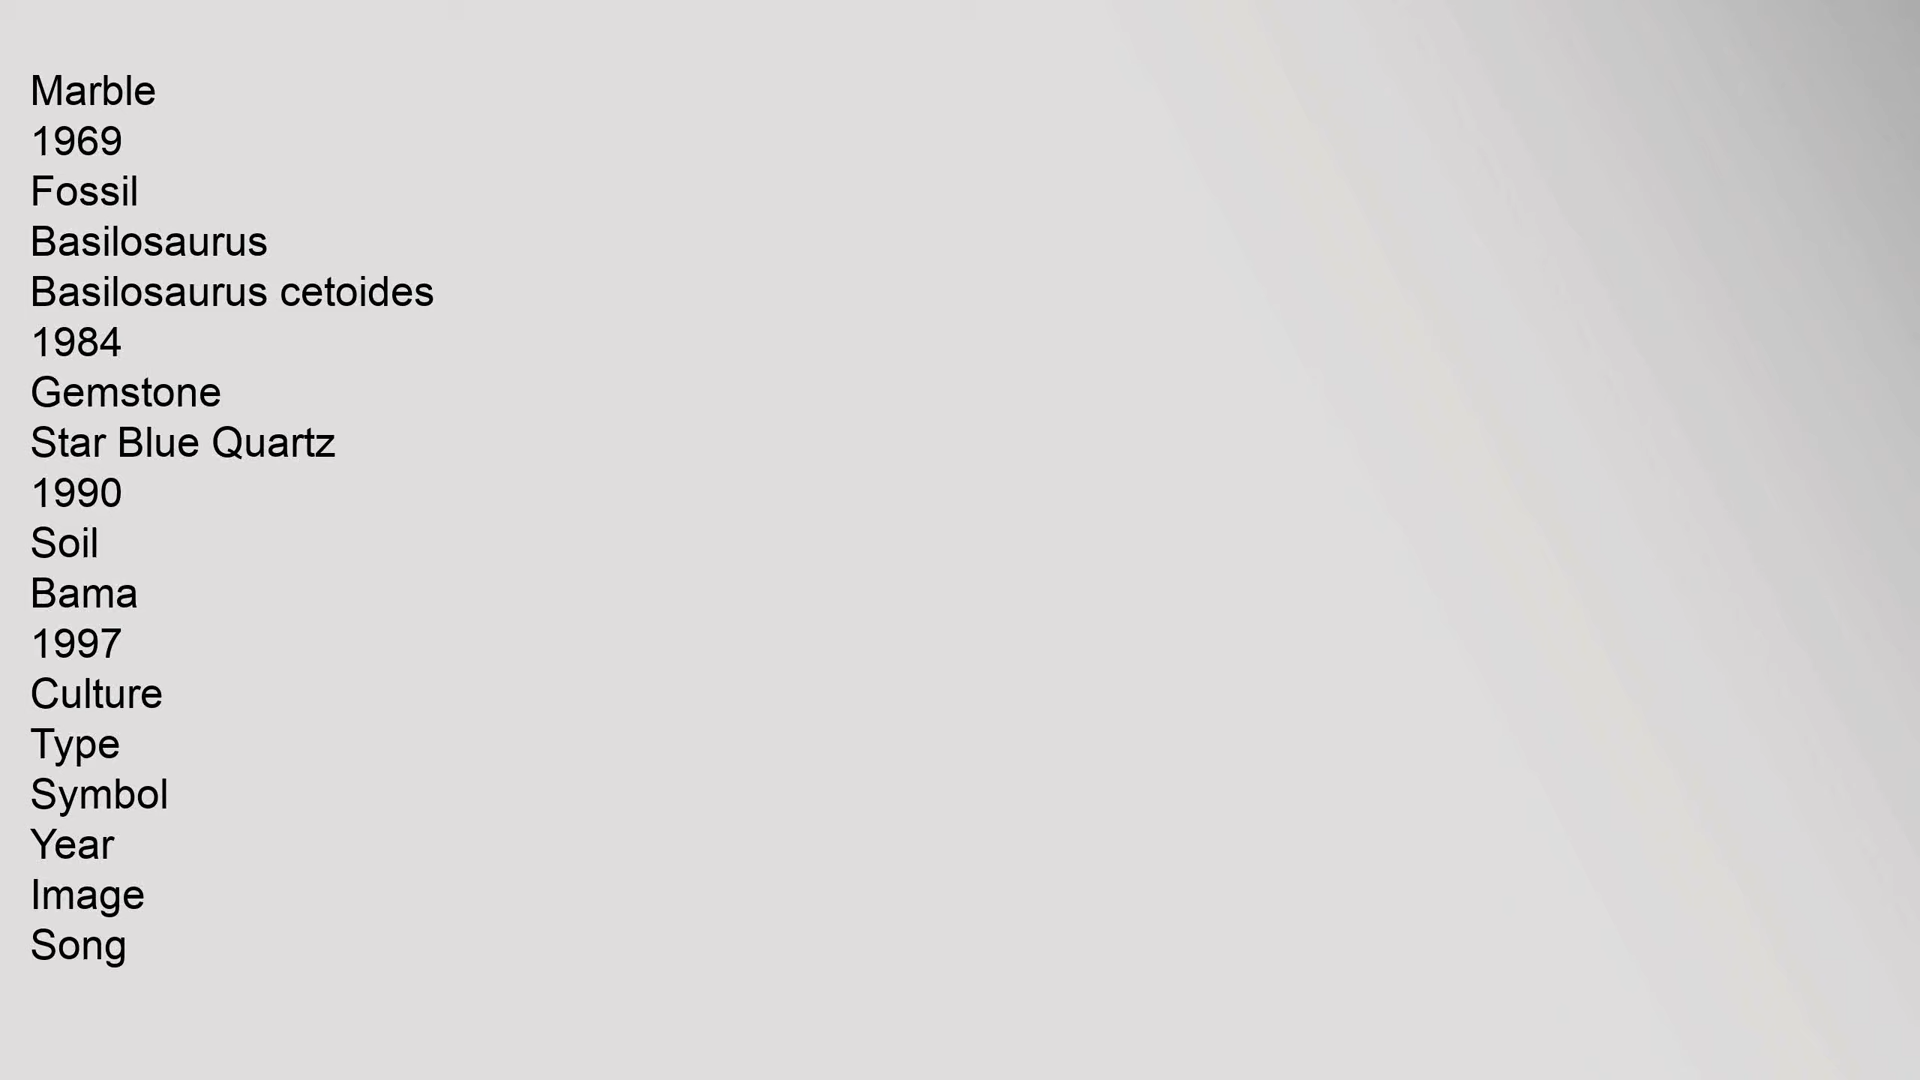 Marble
1969
Fossil
Basilosaurus
Basilosaurus cetoides
1984
Gemstone
Star Blue Quartz
1990
Soil
Bama
1997
Culture
Type
Symbol
Year
Image
Song